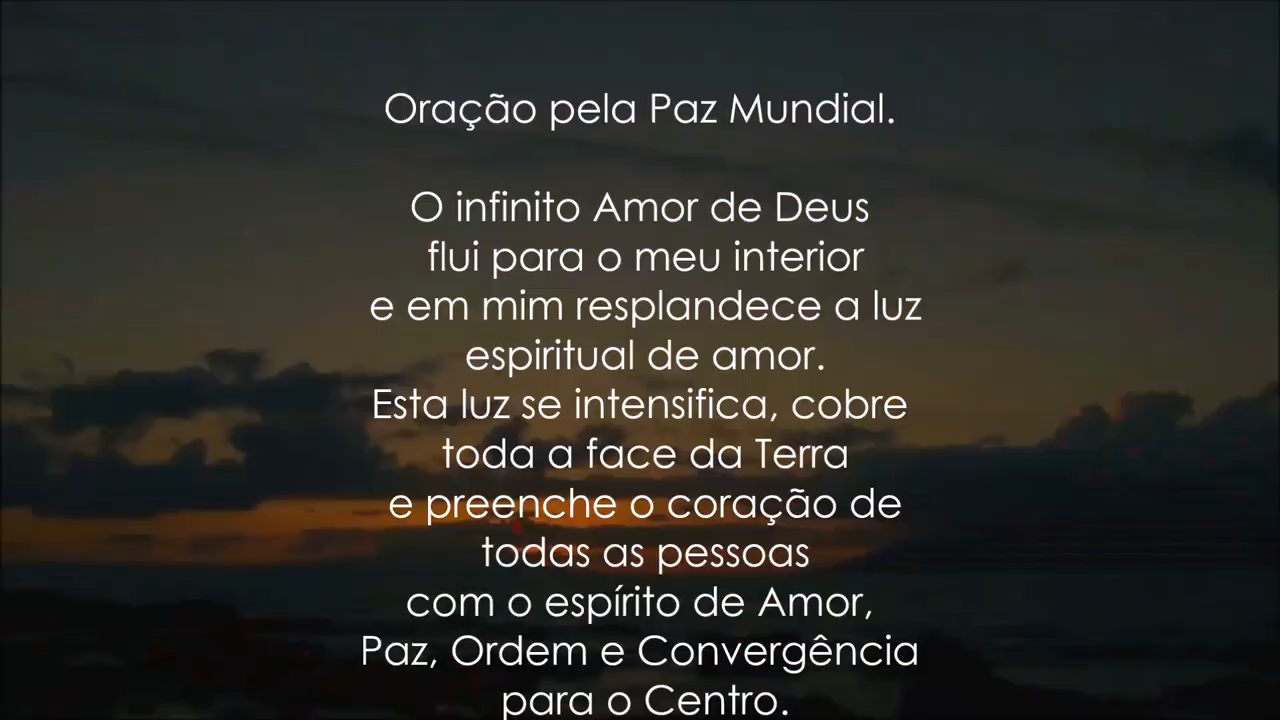 Oração pela Paz Mundial.
O infinito Amor de Deus
flui para o meu interior
e em mim resplandece a luz
espiritual de amor.
Esta luz se intensifica, cobre
toda a face da Terra
e preenche o coração de
todas as pessoas
com o espírito de Amor,
Paz, Ordem e Convergência
para o Centro.